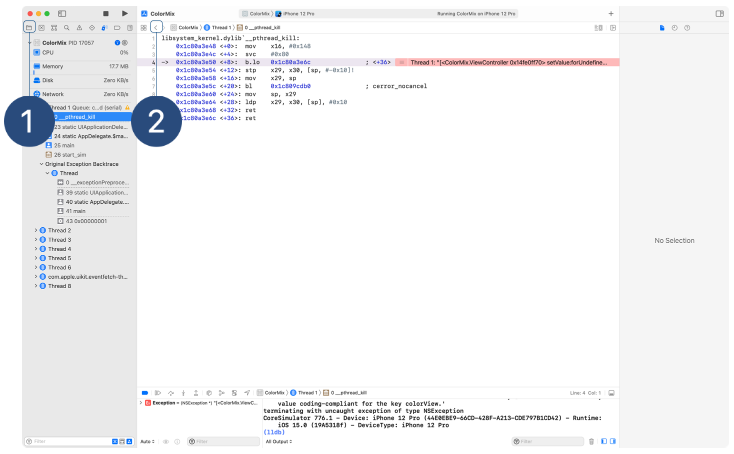 ColorMix
ColorMix › iPhone 12 Pro
Running ColorMix on iPhone 12 Pro
ColorMix PID 17057
CPU 0%
Memory 17.7 MB
Disk Zero KB/s
Network Zero KB/s
Thread 1 Queue: c...d (serial)
0 __pthread_kill
23 static UIApplicationDele...
24 static AppDelegate.$ma...
25 main
26 start_sim
Original Exception Backtrace
Thread
0 __exceptionPreproce...
39 static UIApplication...
40 static AppDelegate....
41 main
43 0x00000001
Thread 2
Thread 3
Thread 4
Thread 5
Thread 6
com.apple.uikit.eventfetch-th...
Thread 8
Filter
1
2
ColorMix › Thread 1 › 0 __pthread_kill
1 libsystem_kernel.dylib`__pthread_kill:
2 0x1c80a3e48 <+0>: mov x16, #0x148
3 0x1c80a3e4c <+4>: svc #0x80
4 -> 0x1c80a3e50 <+8>: b.lo 0x1c80a3e6c ; <+36> Thread 1: "[<ColorMix.ViewController 0x14fe0ff70> setValue:forUndefine...
0x1c80a3e54 <+12>: stp x29, x30, [sp, #-0x10]!
0x1c80a3e58 <+16>: mov x29, sp
0x1c80a3e5c <+20>: bl 0x1c809cdb0 ; cerror_nocancel
0x1c80a3e60 <+24>: mov sp, x29
0x1c80a3e64 <+28>: ldp x29, x30, [sp], #0x10
0x1c80a3e68 <+32>: ret
0x1c80a3e6c <+36>: ret
No Selection
ColorMix › Thread 1 › 0 __pthread_kill
Line: 4 Col: 1
Exception = (NSException *) "[<ColorMix.ViewC...
value coding-compliant for the key colorView.'
terminating with uncaught exception of type NSException
CoreSimulator 776.1 - Device: iPhone 12 Pro (44E0EBE9-66CD-428F-A213-CDE797B1CD42) - Runtime:
iOS 15.0 (19A5318f) - DeviceType: iPhone 12 Pro
(lldb)
Auto
Filter
All Output
Filter